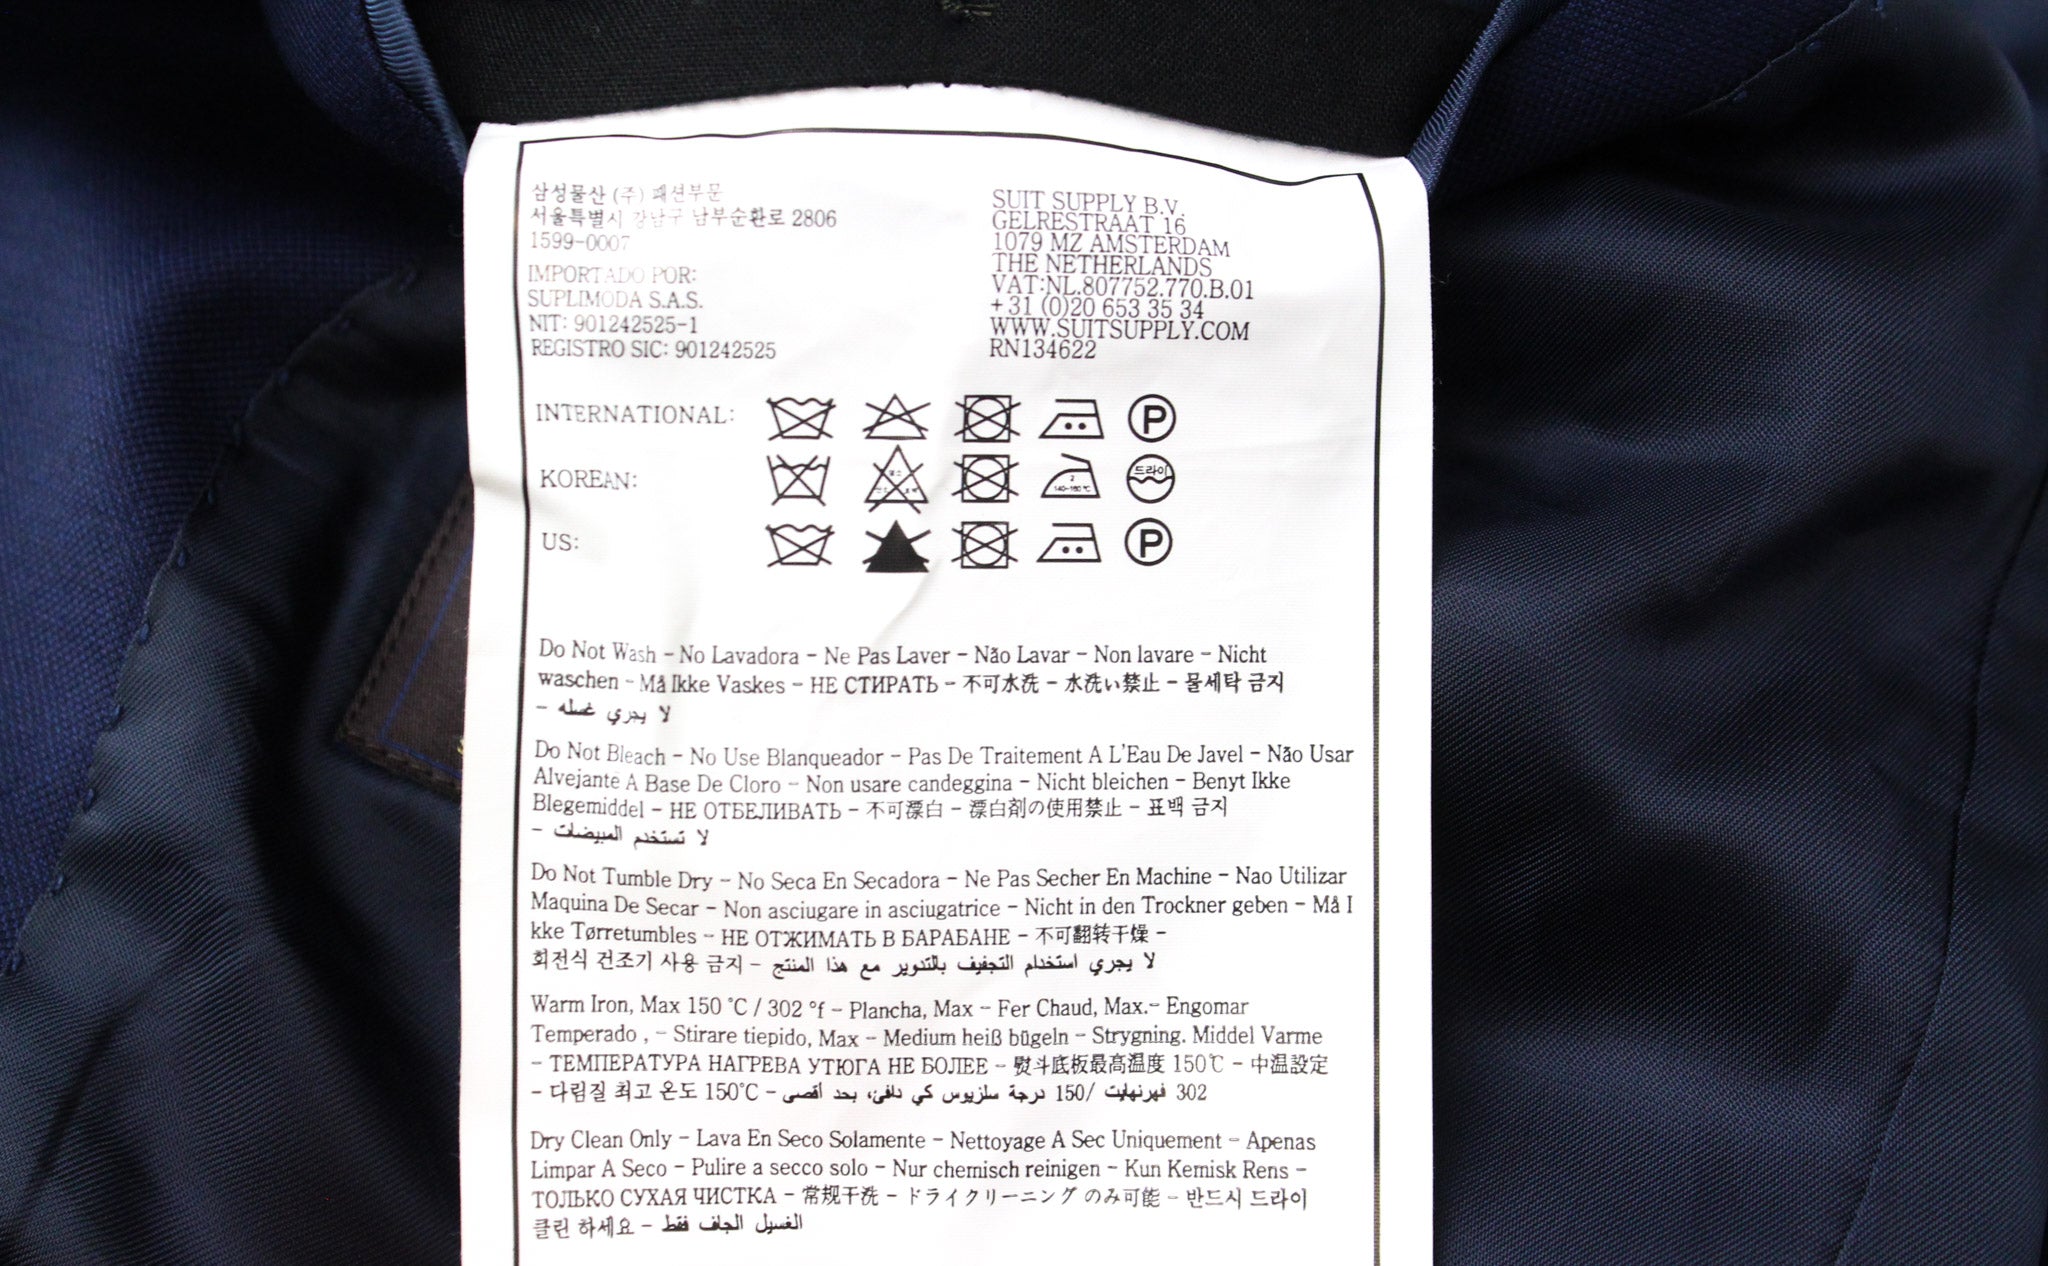 삼성물산 (주) 패션부문
서울특별시 강남구 남부순환로 2806
1599-0007
IMPORTADO POR:
SUPLIMODA S.A.S.
NIT: 901242525-1
REGISTRO SIC: 901242525
SUIT SUPPLY B.V.
GELRESTRAAT 16
1079 MZ AMSTERDAM
THE NETHERLANDS
VAT:NL.807752.770.B.01
+31 (0)20 653 35 34
WWW.SUITSUPPLY.COM
RN134622
INTERNATIONAL:
P
KOREAN:
2
140~160℃
드라이
US:
P
Do Not Wash - No Lavadora - Ne Pas Laver - Não Lavar - Non lavare - Nicht
waschen - Må Ikke Vaskes - НЕ СТИРАТЬ - 不可水洗 - 水洗い禁止 - 물세탁 금지
- لا يجري غسله
Do Not Bleach - No Use Blanqueador - Pas De Traitement A L'Eau De Javel - Não Usar
Alvejante A Base De Cloro - Non usare candeggina - Nicht bleichen - Benyt Ikke
Blegemiddel - НЕ ОТБЕЛИВАТЬ - 不可漂白 - 漂白剤の使用禁止 - 표백 금지
- لا تستخدم المبيضات
Do Not Tumble Dry - No Seca En Secadora - Ne Pas Secher En Machine - Nao Utilizar
Maquina De Secar - Non asciugare in asciugatrice - Nicht in den Trockner geben - Må I
kke Tørretumbles - НЕ ОТЖИМАТЬ В БАРАБАНЕ - 不可翻转干燥 -
회전식 건조기 사용 금지 - لا يجري استخدام التجفيف بالتدوير مع هذا المنتج
Warm Iron, Max 150 °C / 302 °f - Plancha, Max - Fer Chaud, Max.- Engomar
Temperado , - Stirare tiepido, Max - Medium heiß bügeln - Strygning. Middel Varme
- ТЕМПЕРАТУРА НАГРЕВА УТЮГА НЕ БОЛЕЕ - 熨斗底板最高温度 150℃ - 中温設定
- 다림질 최고 온도 150℃ - 302 فهرنهايت /150 درجة سلزيوس كي دافئ، بحد أقصى
Dry Clean Only - Lava En Seco Solamente - Nettoyage A Sec Uniquement - Apenas
Limpar A Seco - Pulire a secco solo - Nur chemisch reinigen - Kun Kemisk Rens -
ТОЛЬКО СУХАЯ ЧИСТКА - 常规干洗 - ドライクリーニング のみ可能 - 반드시 드라이
클린 하세요 - الغسيل الجاف فقط